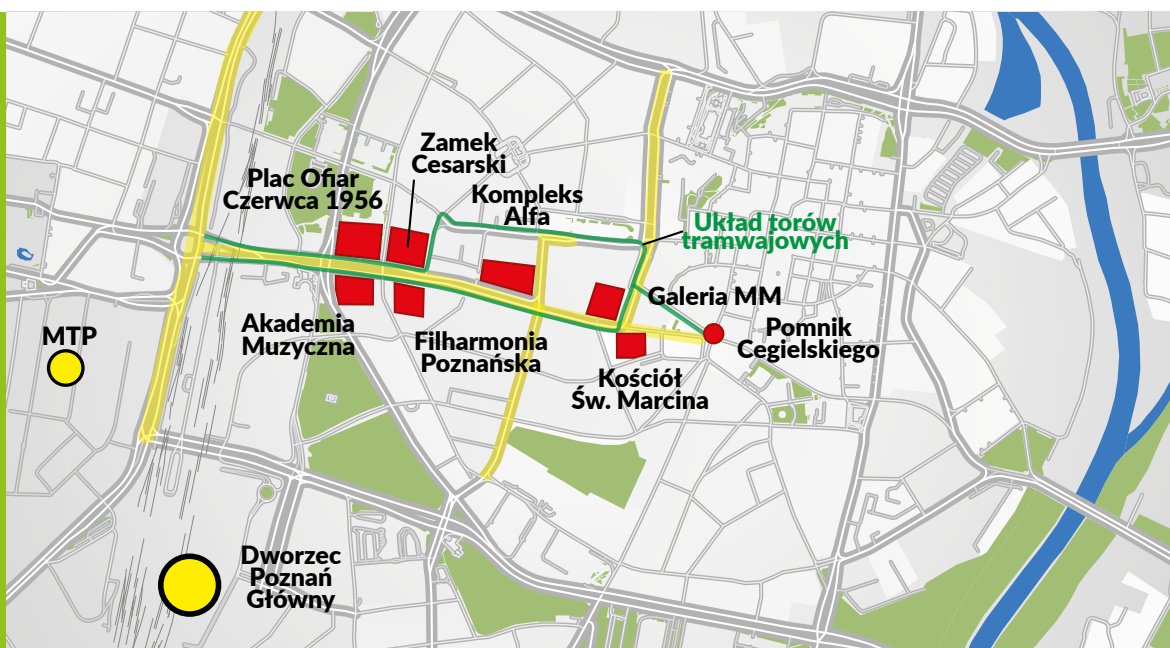 Zamek
Cesarski
Plac Ofiar
Czerwca 1956
Kompleks
Alfa
Układ torów
tramwajowych
Galeria MM
MTP
Akademia
Muzyczna
Filharmonia
Poznańska
Pomnik
Cegielskiego
Kościół
Św. Marcina
Dworzec
Poznań
Główny